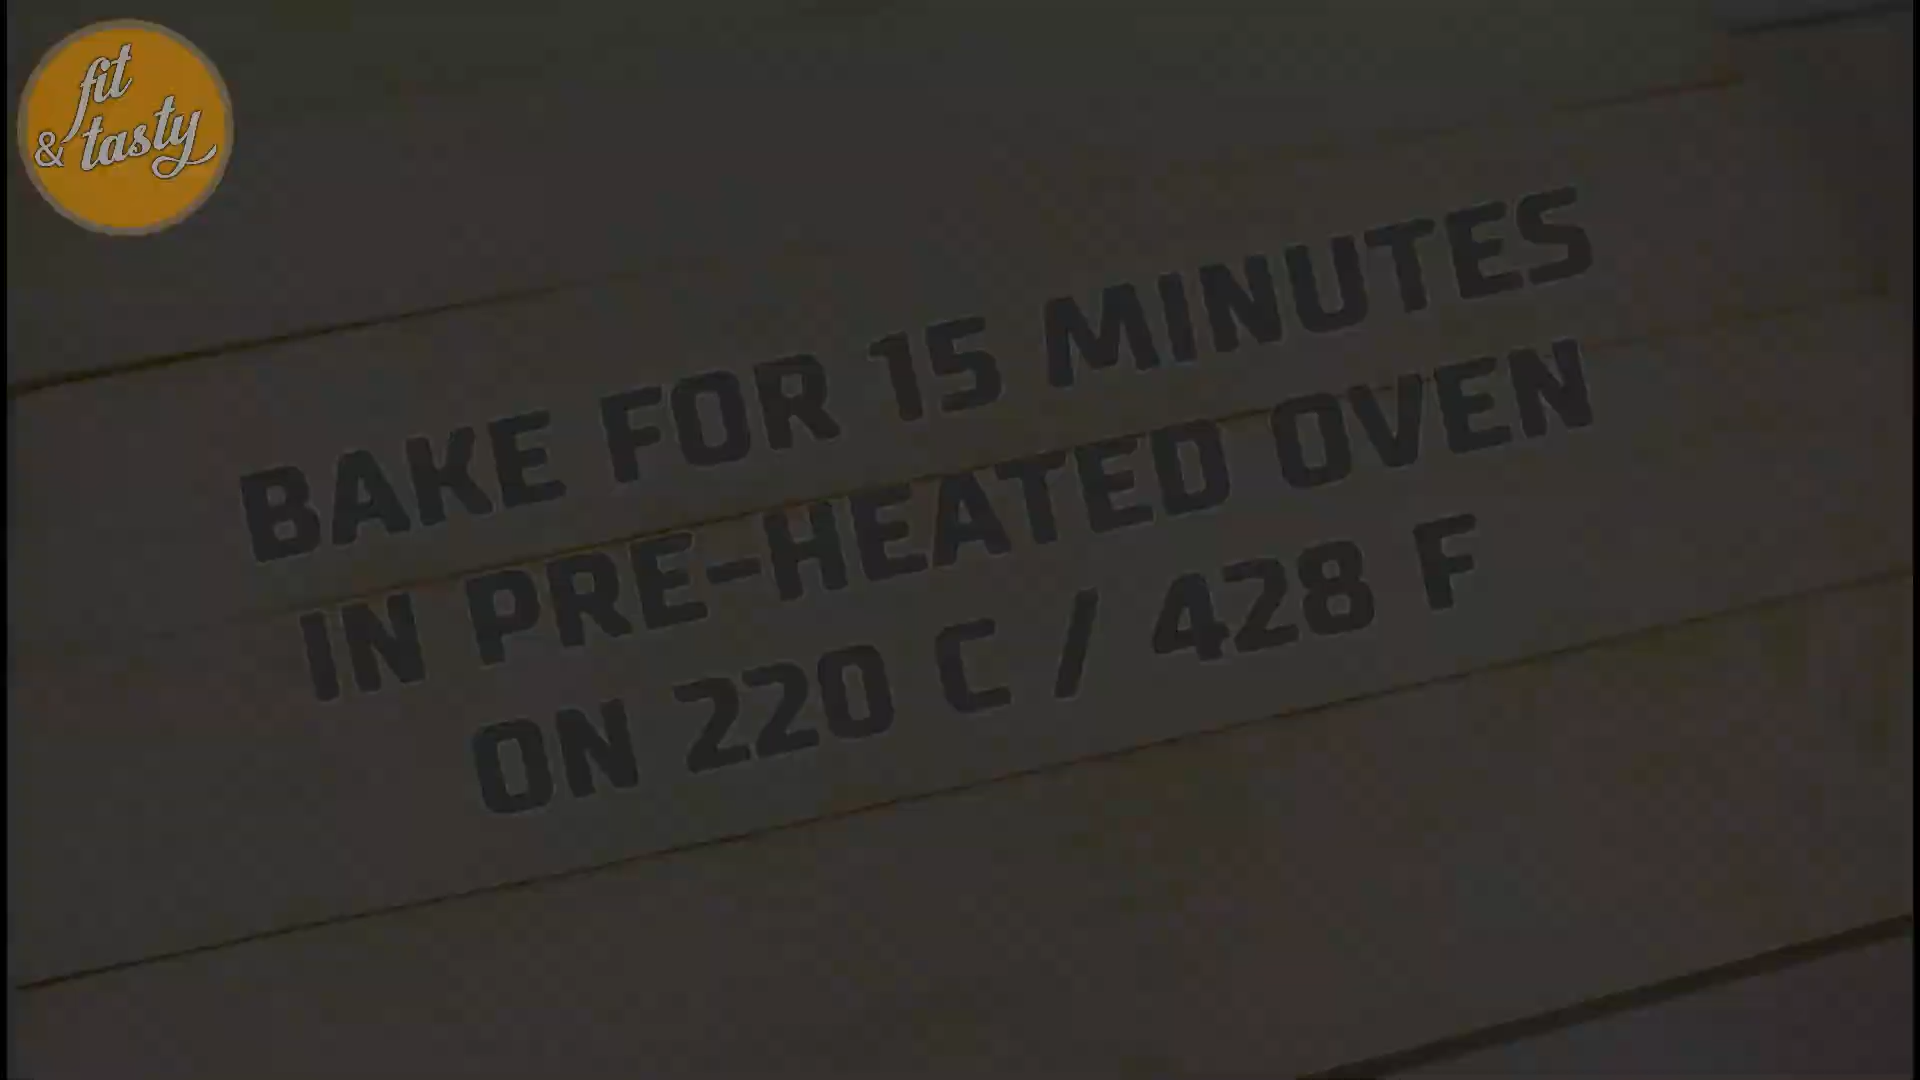 fit
& tasty
BAKE FOR 15 MINUTES
IN PRE-HEATED OVEN
ON 220 C / 428 F